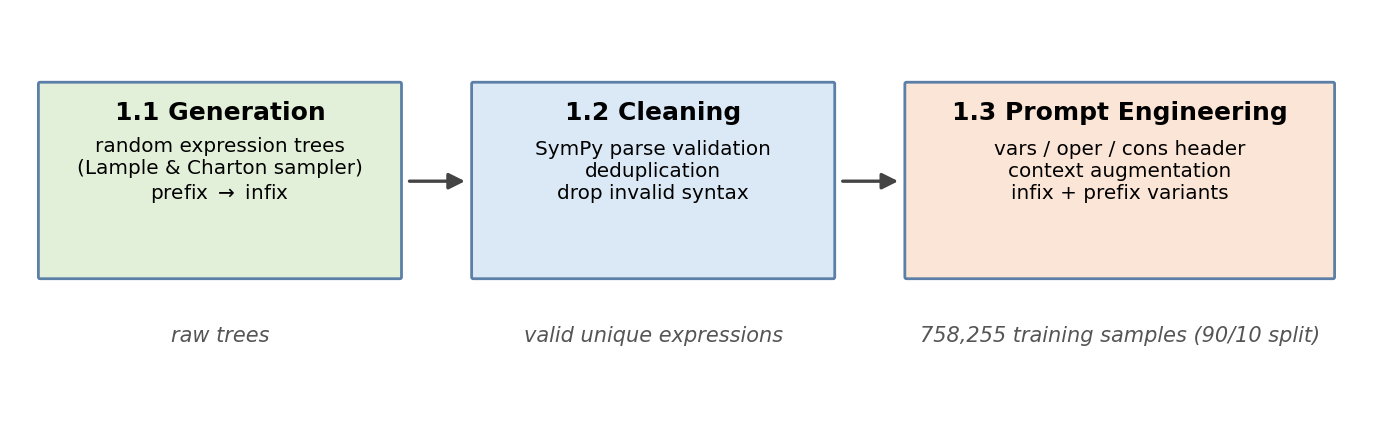 1.1 Generation
random expression trees
(Lample & Charton sampler)
prefix → infix
1.2 Cleaning
SymPy parse validation
deduplication
drop invalid syntax
1.3 Prompt Engineering
vars / oper / cons header
context augmentation
infix + prefix variants
raw trees
valid unique expressions
758,255 training samples (90/10 split)